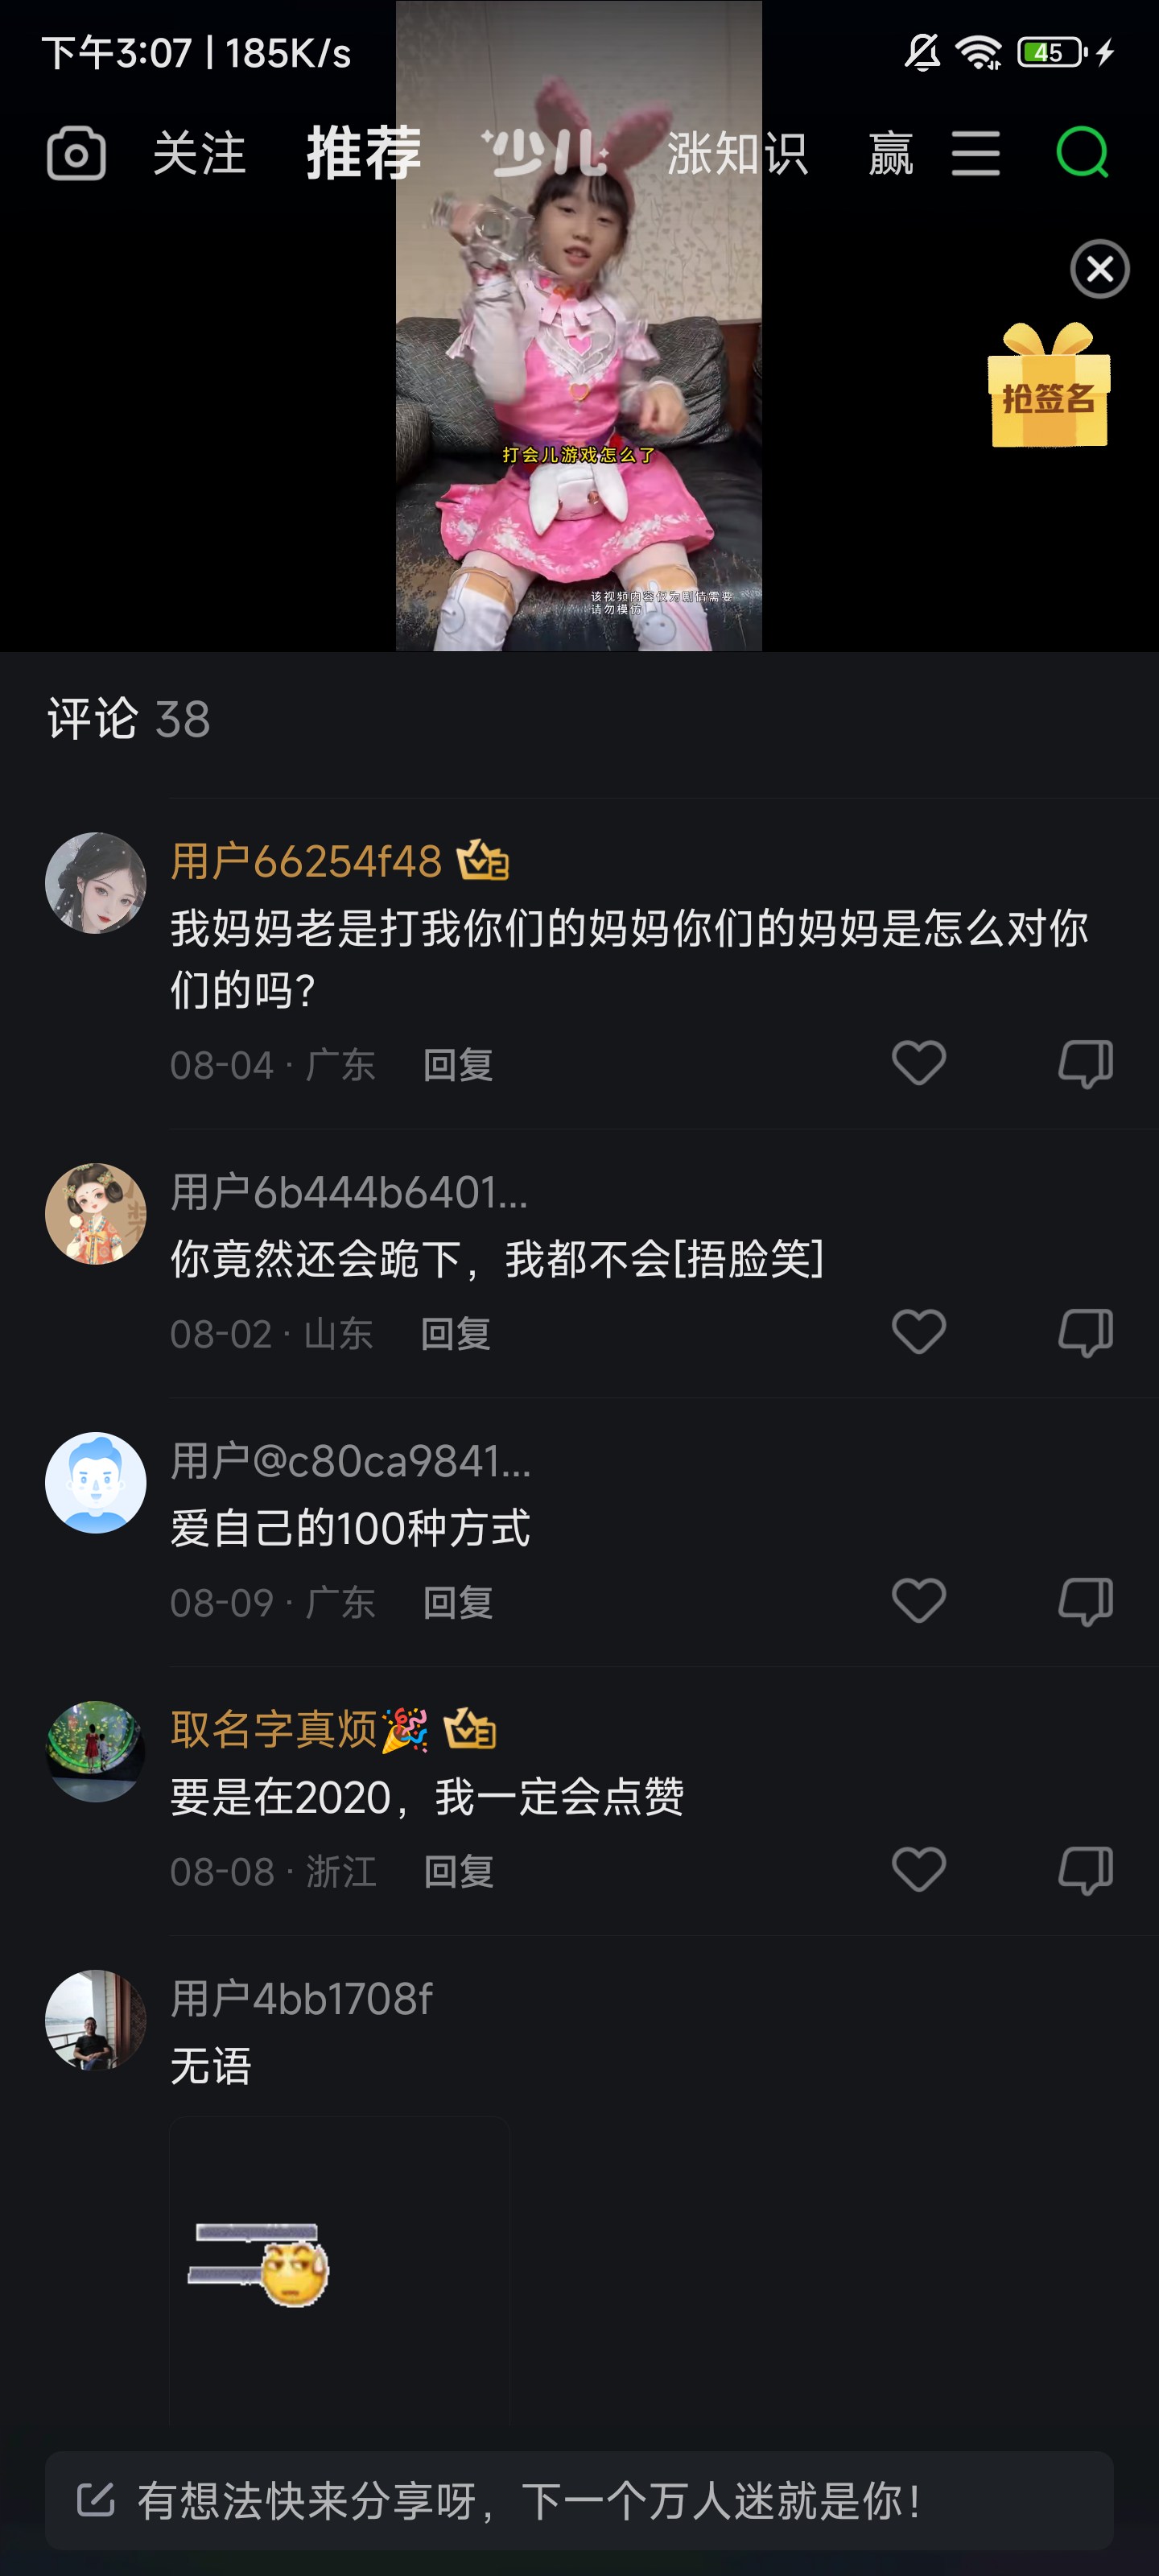 下午3:07 | 185K/s
45
关注 推荐 少儿 涨知识 赢
抢签名
打会儿游戏怎么了
该视频内容仅为剧情需要
请勿模仿
评论 38
用户66254f48 V2
我妈妈老是打我你们的妈妈你们的妈妈是怎么对你
们的吗?
08-04 · 广东 回复
用户6b444b6401...
你竟然还会跪下，我都不会[捂脸笑]
08-02 · 山东 回复
用户@c80ca9841...
爱自己的100种方式
08-09 · 广东 回复
取名字真烦🎉 V3
要是在2020，我一定会点赞
08-08 · 浙江 回复
用户4bb1708f
无语
有想法快来分享呀，下一个万人迷就是你！